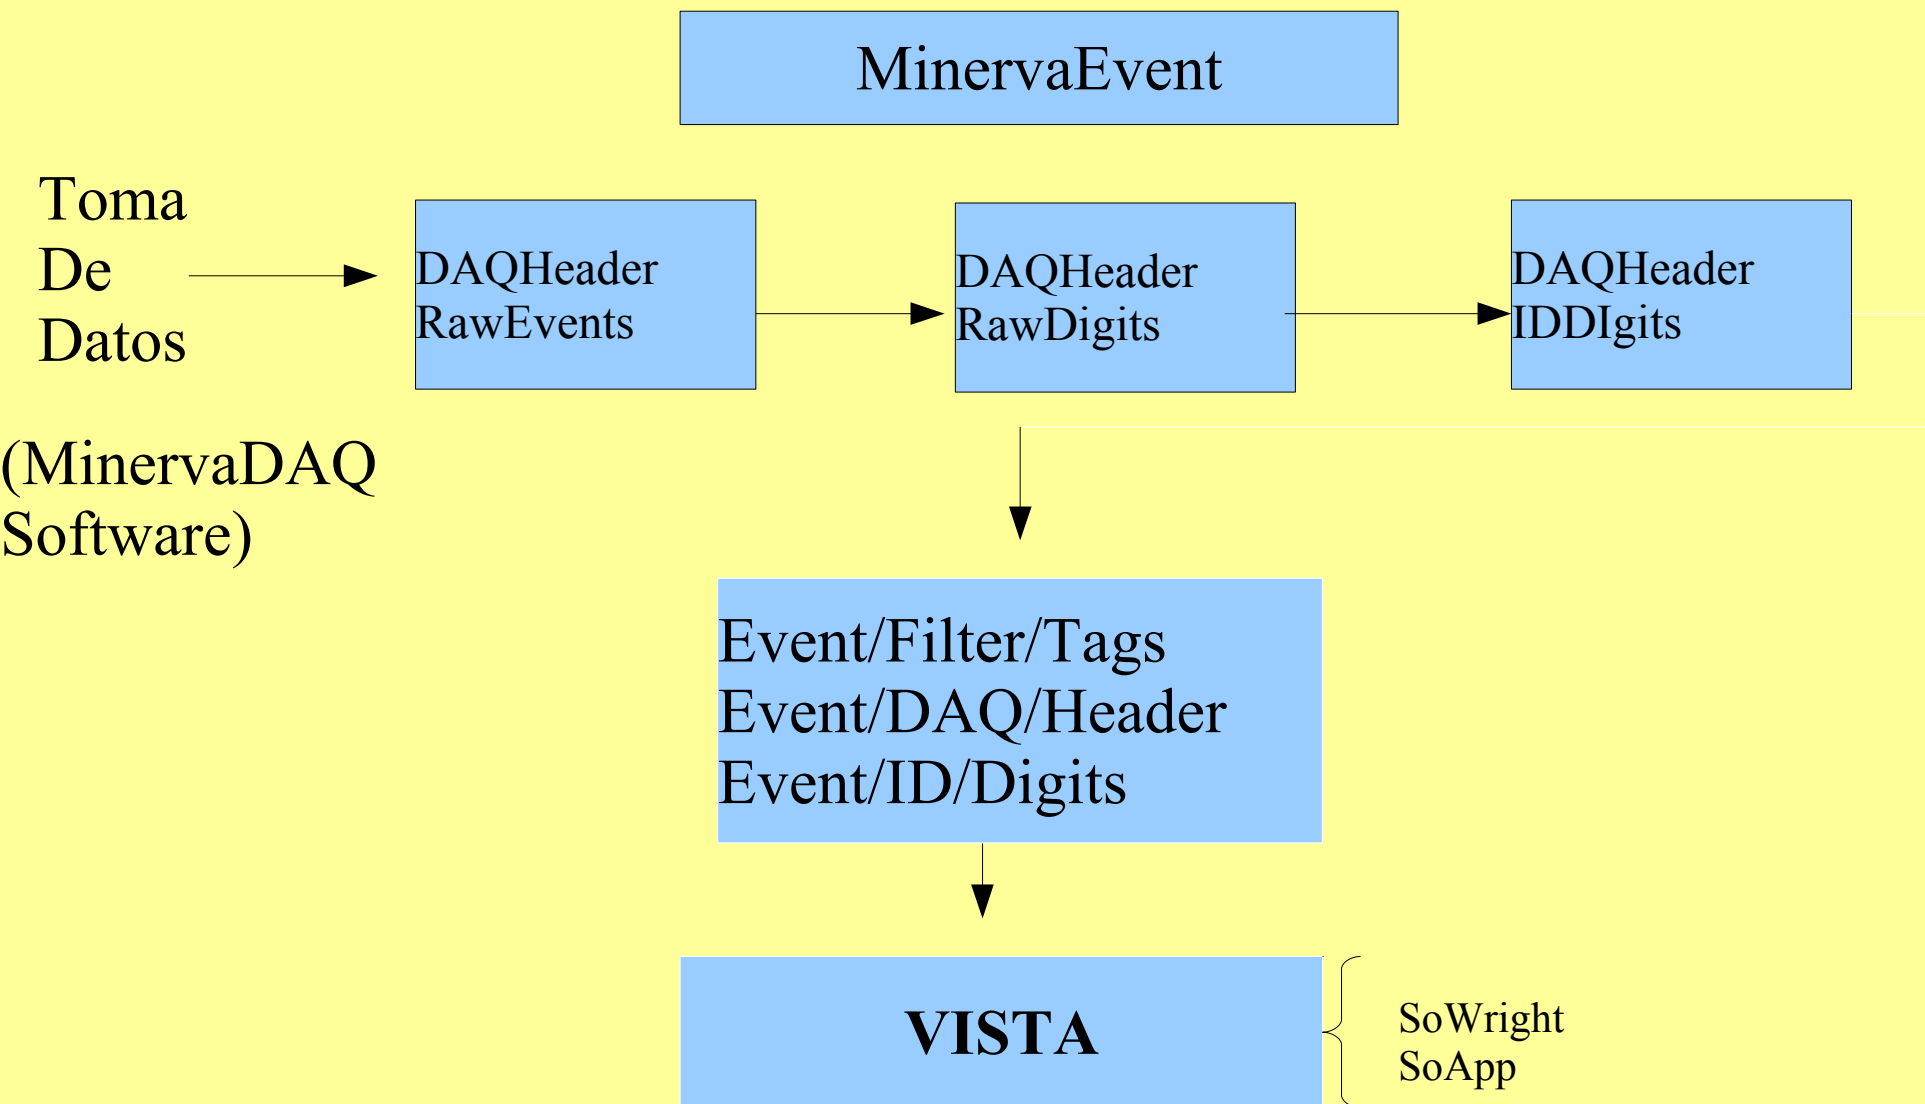 MinervaEvent
Toma
De
Datos
(MinervaDAQ
Software)
DAQHeader
RawEvents
DAQHeader
RawDigits
DAQHeader
IDDIgits
Event/Filter/Tags
Event/DAQ/Header
Event/ID/Digits
VISTA
SoWright
SoApp